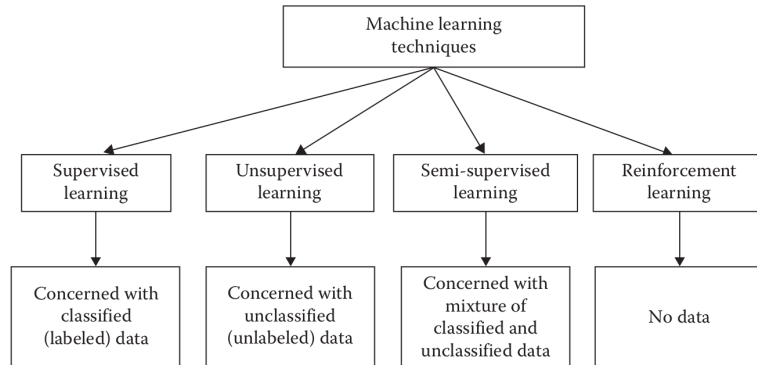 Machine learning
techniques
Supervised
learning
Unsupervised
learning
Semi-supervised
learning
Reinforcement
learning
Concerned with
classified
(labeled) data
Concerned with
unclassified
(unlabeled) data
Concerned with
mixture of
classified and
unclassified data
No data